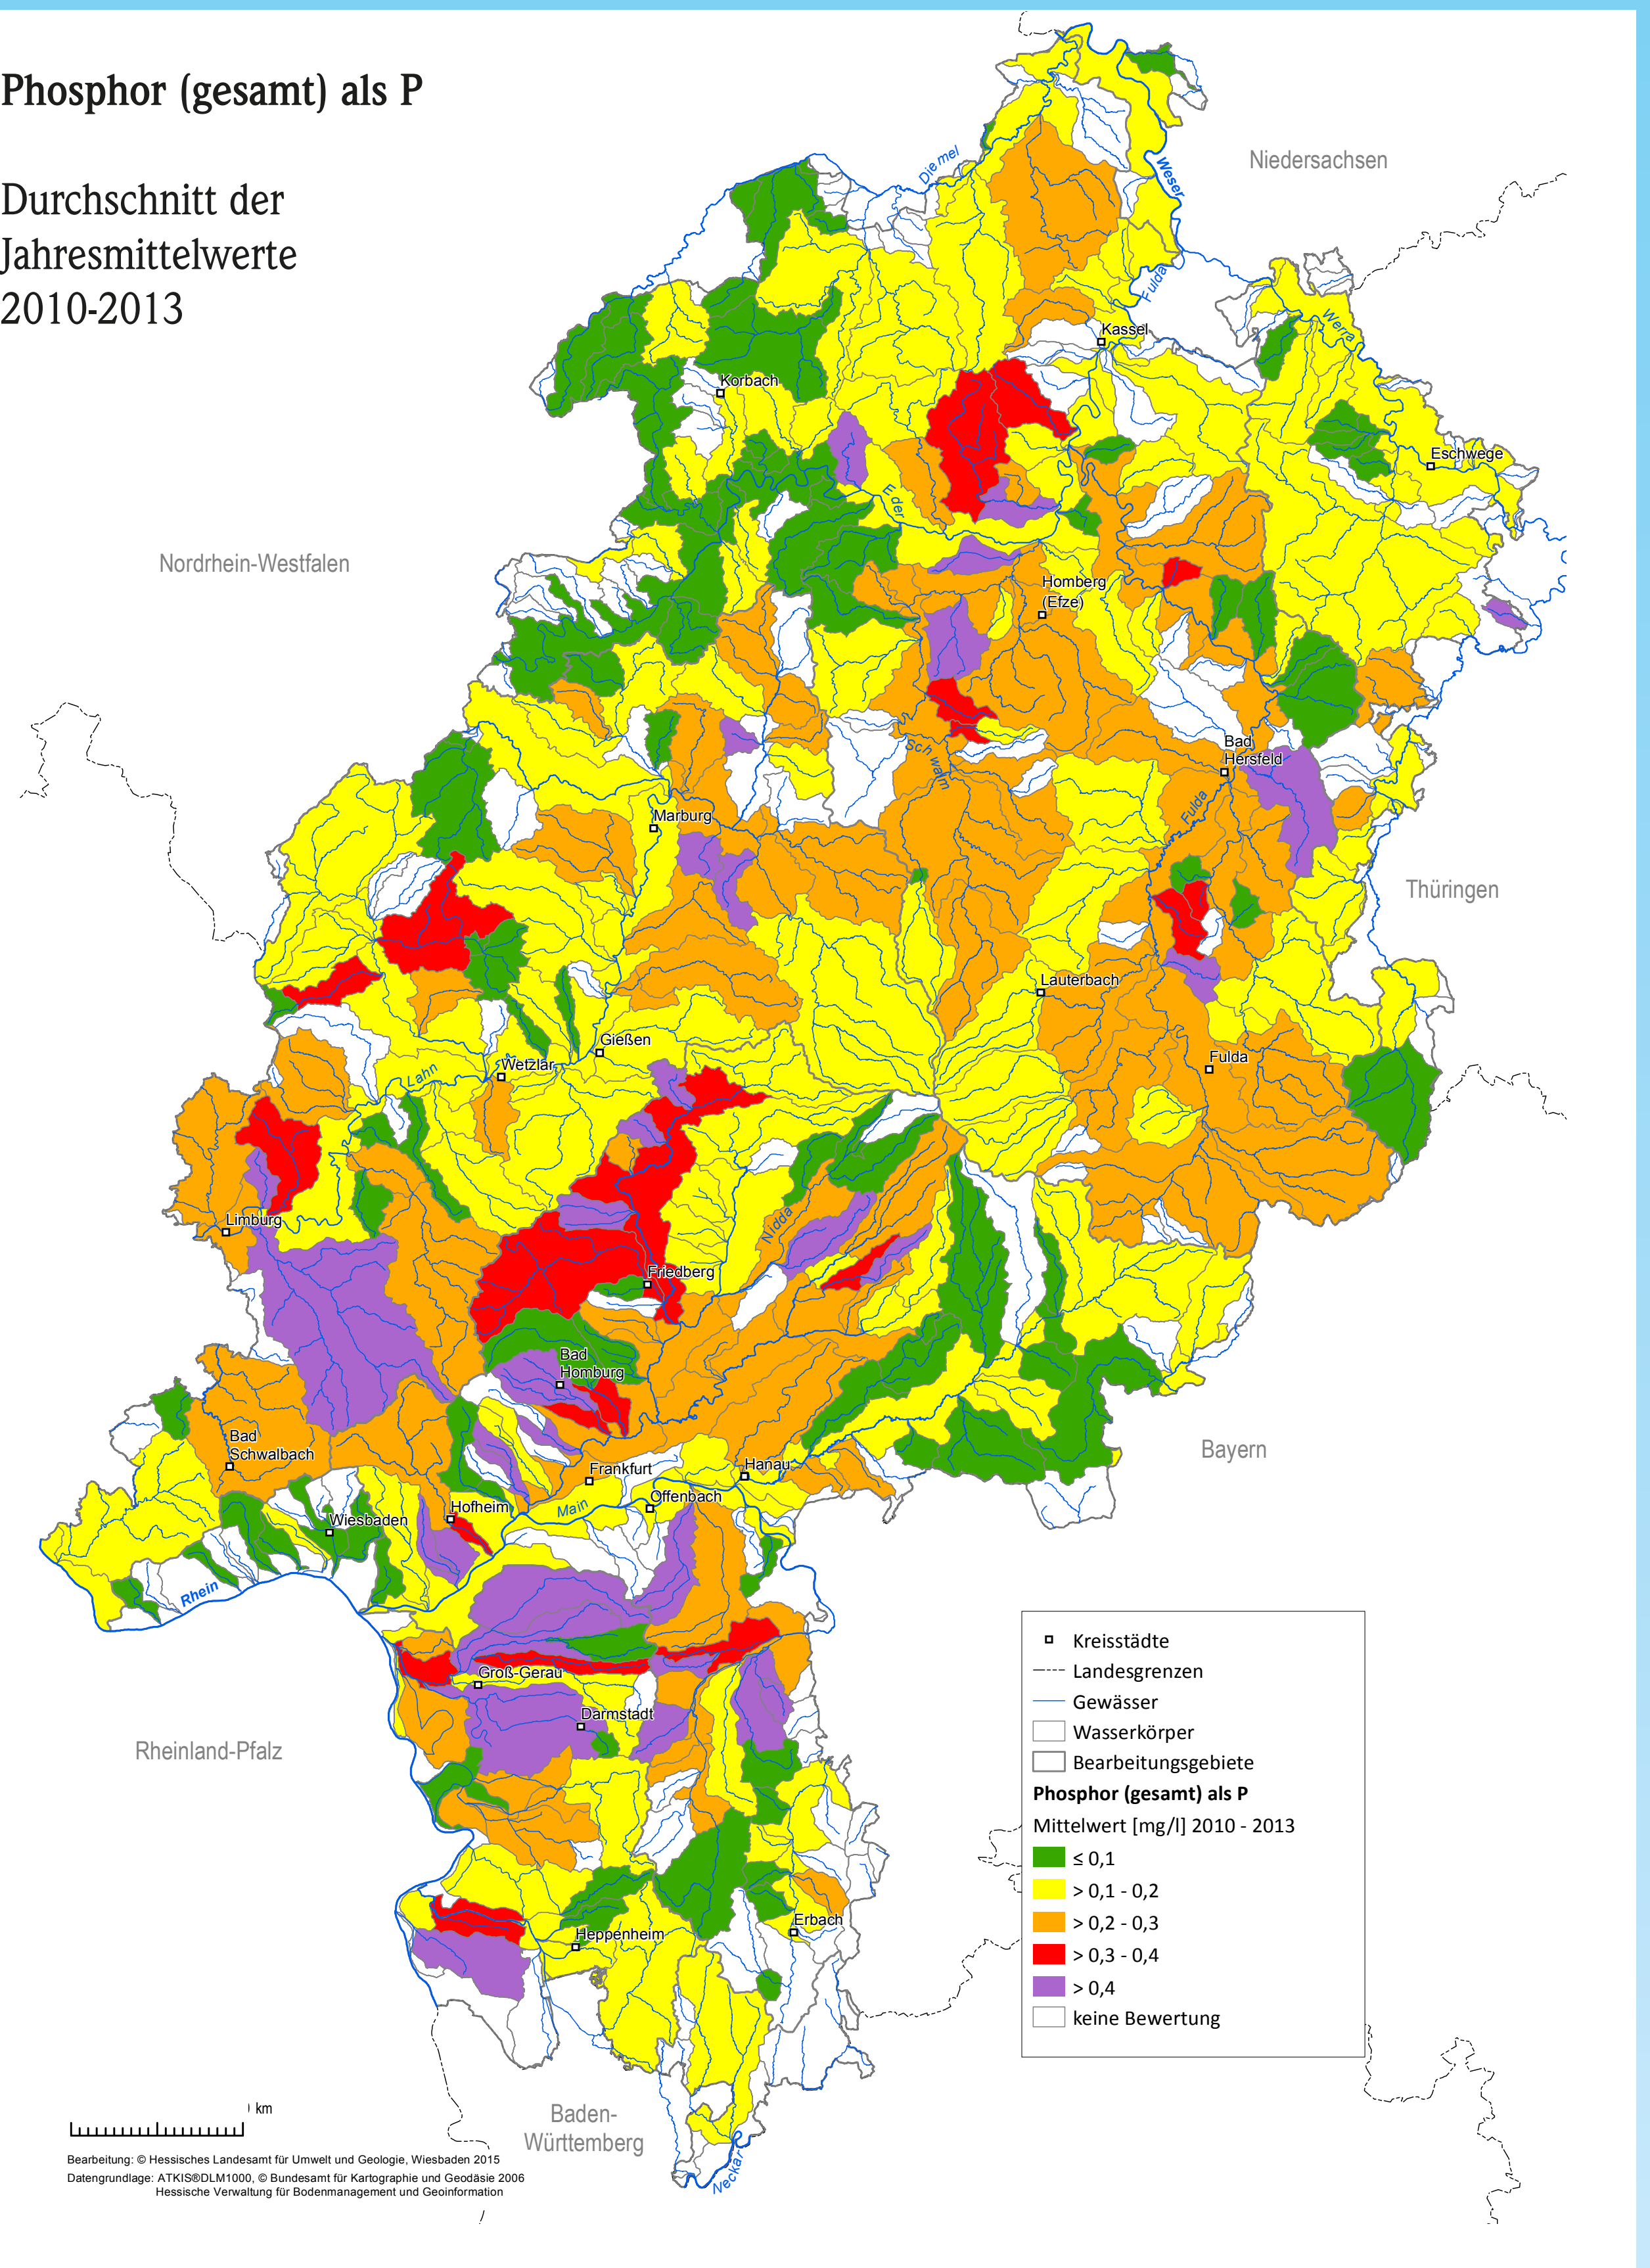 Phosphor (gesamt) als P
Durchschnitt der
Jahresmittelwerte
2010-2013
Niedersachsen
Diemel
Weser
Fulda
Kassel
Werra
Korbach
Eschwege
Eder
Nordrhein-Westfalen
Homberg
(Efze)
Schwalm
Bad
Hersfeld
Fulda
Marburg
Thüringen
Lauterbach
Gießen
Fulda
Wetzlar
Lahn
Limburg
Nidda
Friedberg
Bad
Homburg
Bad
Schwalbach
Bayern
Frankfurt
Hanau
Offenbach
Main
Hofheim
Wiesbaden
Rhein
Groß-Gerau
Darmstadt
Rheinland-Pfalz
Erbach
Heppenheim
Kreisstädte
Landesgrenzen
Gewässer
Wasserkörper
Bearbeitungsgebiete
Phosphor (gesamt) als P
Mittelwert [mg/l] 2010 - 2013
≤ 0,1
> 0,1 - 0,2
> 0,2 - 0,3
> 0,3 - 0,4
> 0,4
keine Bewertung
Baden-
Württemberg
Neckar
km
Bearbeitung: © Hessisches Landesamt für Umwelt und Geologie, Wiesbaden 2015
Datengrundlage: ATKIS®DLM1000, © Bundesamt für Kartographie und Geodäsie 2006
Hessische Verwaltung für Bodenmanagement und Geoinformation